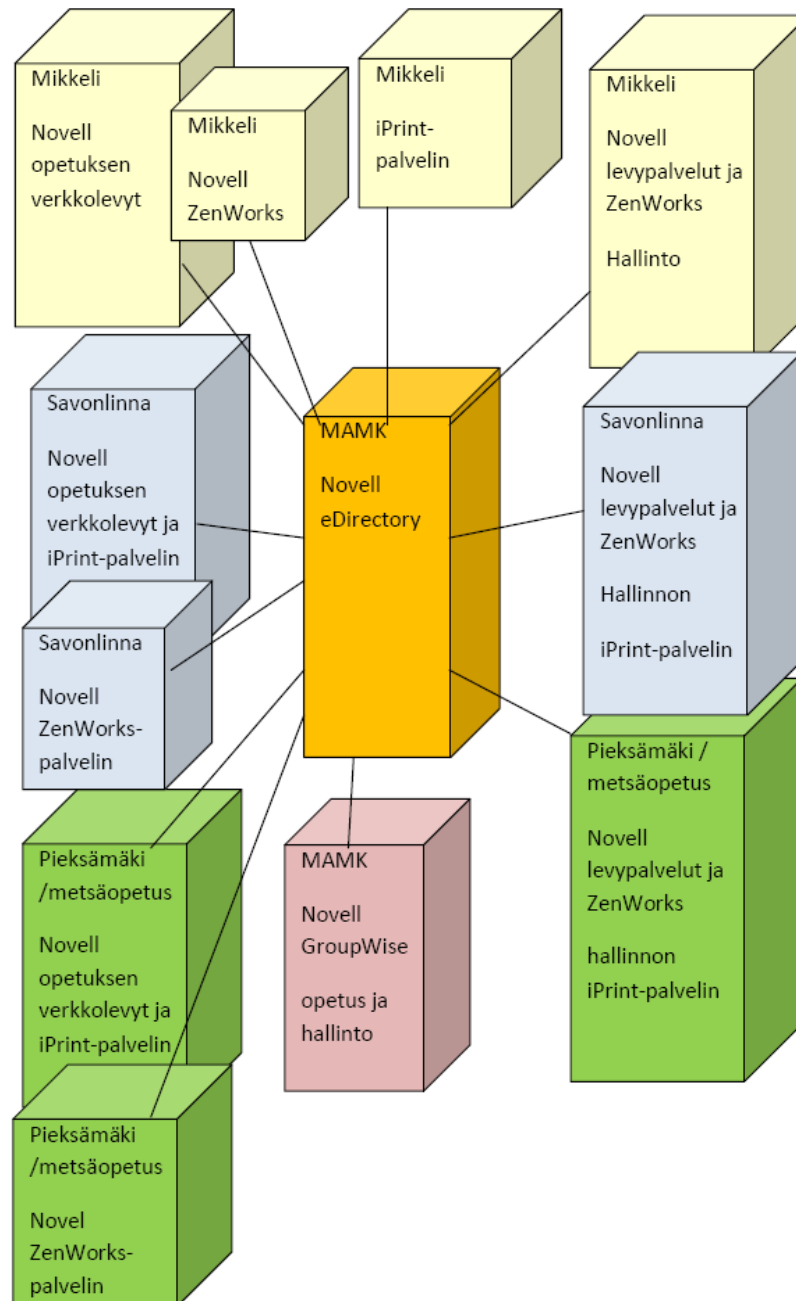 Mikkeli
Novell
opetuksen
verkkolevyt
Mikkeli
Novell
ZenWorks
Mikkeli
iPrint-
palvelin
Mikkeli
Novell
levypalvelut ja
ZenWorks
Hallinto
Savonlinna
Novell
opetuksen
verkkolevyt ja
iPrint-palvelin
MAMK
Novell
eDirectory
Savonlinna
Novell
levypalvelut ja
ZenWorks
Hallinnon
iPrint-palvelin
Savonlinna
Novell
ZenWorks-
palvelin
Pieksämäki /
metsäopetus
Novell
levypalvelut ja
ZenWorks
hallinnon
iPrint-palvelin
Pieksämäki
/metsäopetus
Novell
opetuksen
verkkolevyt ja
iPrint-palvelin
MAMK
Novell
GroupWise
opetus ja
hallinto
Pieksämäki
/metsäopetus
Novel
ZenWorks-
palvelin